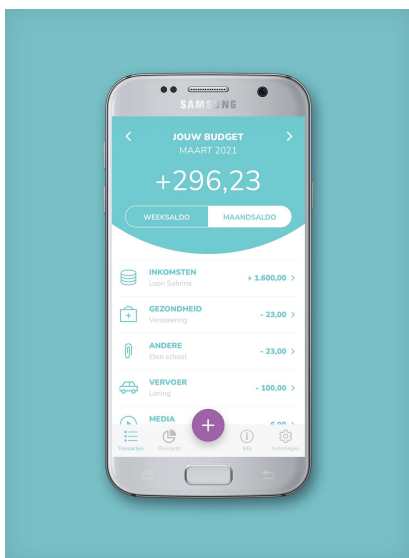 SAMSUNG
JOUW BUDGET
MAART 2021
+296,23
WEEKSALDO MAANDSALDO
INKOMSTEN + 1.600,00
Loon Sabrina
GEZONDHEID - 23,00
Verzekering
ANDERE - 23,00
Eten school
VERVOER - 100,00
Lening
MEDIA
Transacties Overzicht + Info Instellingen